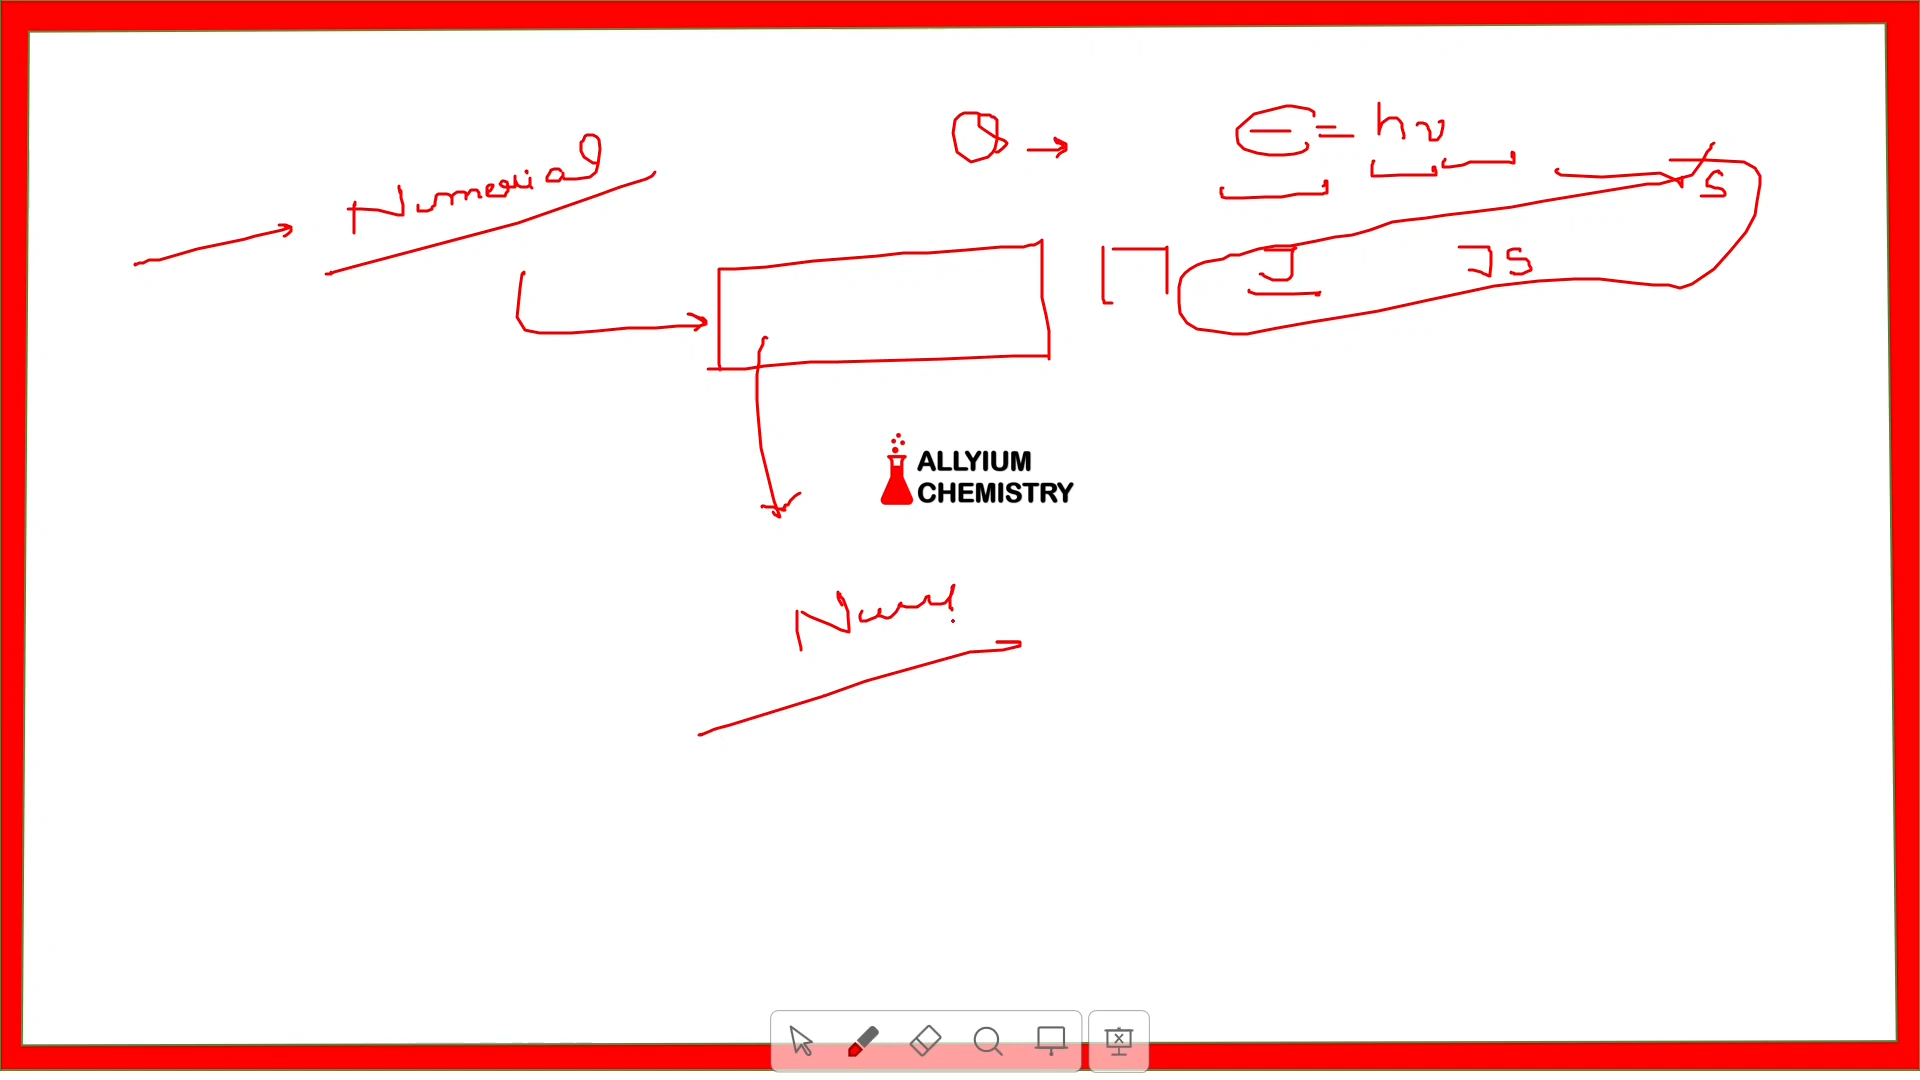 Numerical
Q → E = hν
s
J Js
ALLYIUM
CHEMISTRY